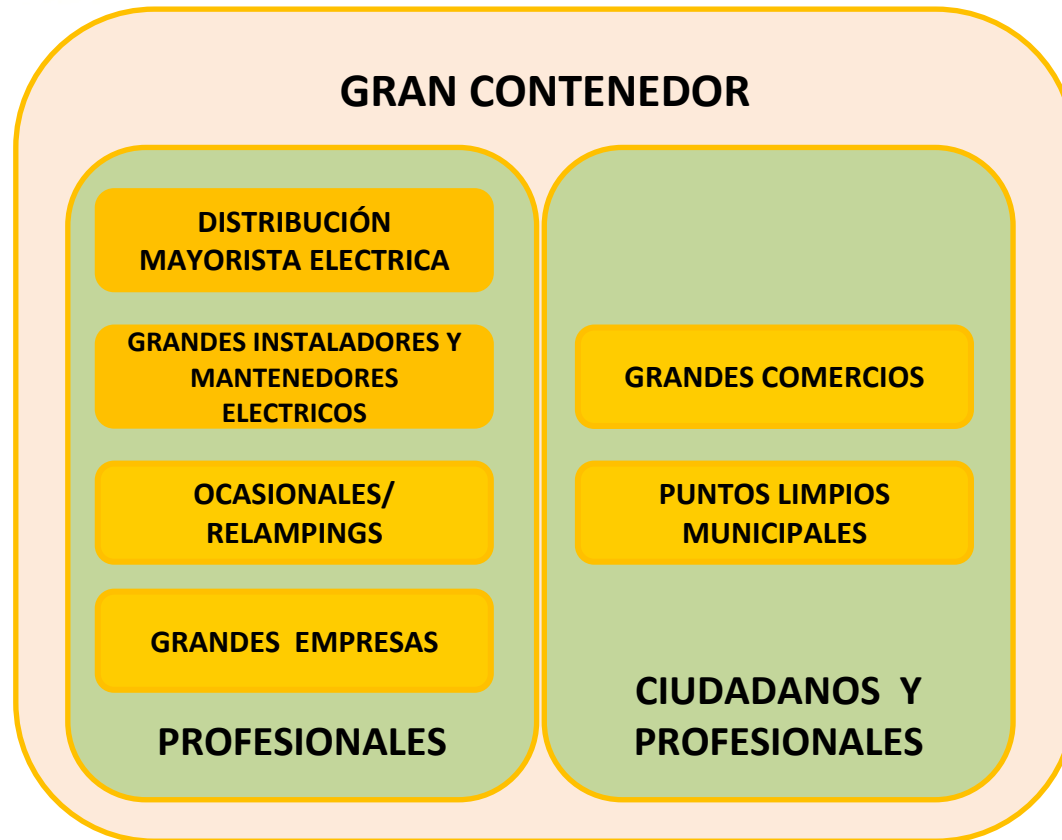 GRAN CONTENEDOR
DISTRIBUCIÓN
MAYORISTA ELECTRICA
GRANDES INSTALADORES Y
MANTENEDORES
ELECTRICOS
OCASIONALES/
RELAMPINGS
GRANDES EMPRESAS
PROFESIONALES
GRANDES COMERCIOS
PUNTOS LIMPIOS
MUNICIPALES
CIUDADANOS Y
PROFESIONALES